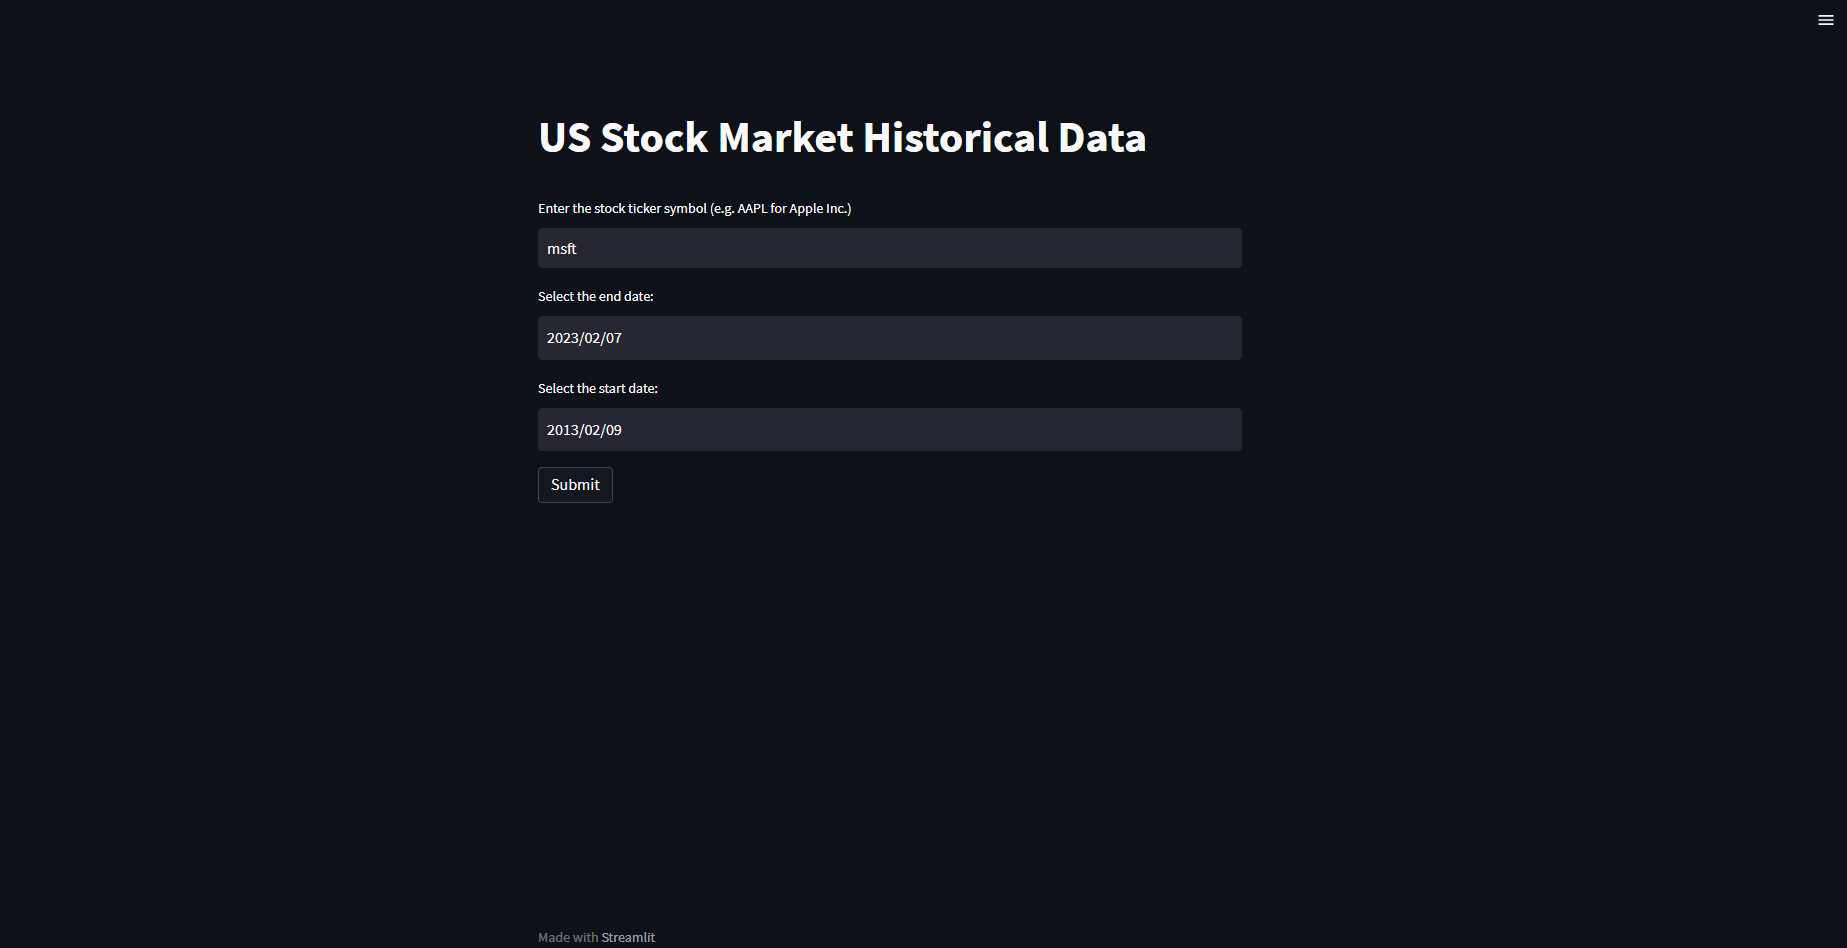 US Stock Market Historical Data
Enter the stock ticker symbol (e.g. AAPL for Apple Inc.)
msft
Select the end date:
2023/02/07
Select the start date:
2013/02/09
Submit
Made with Streamlit